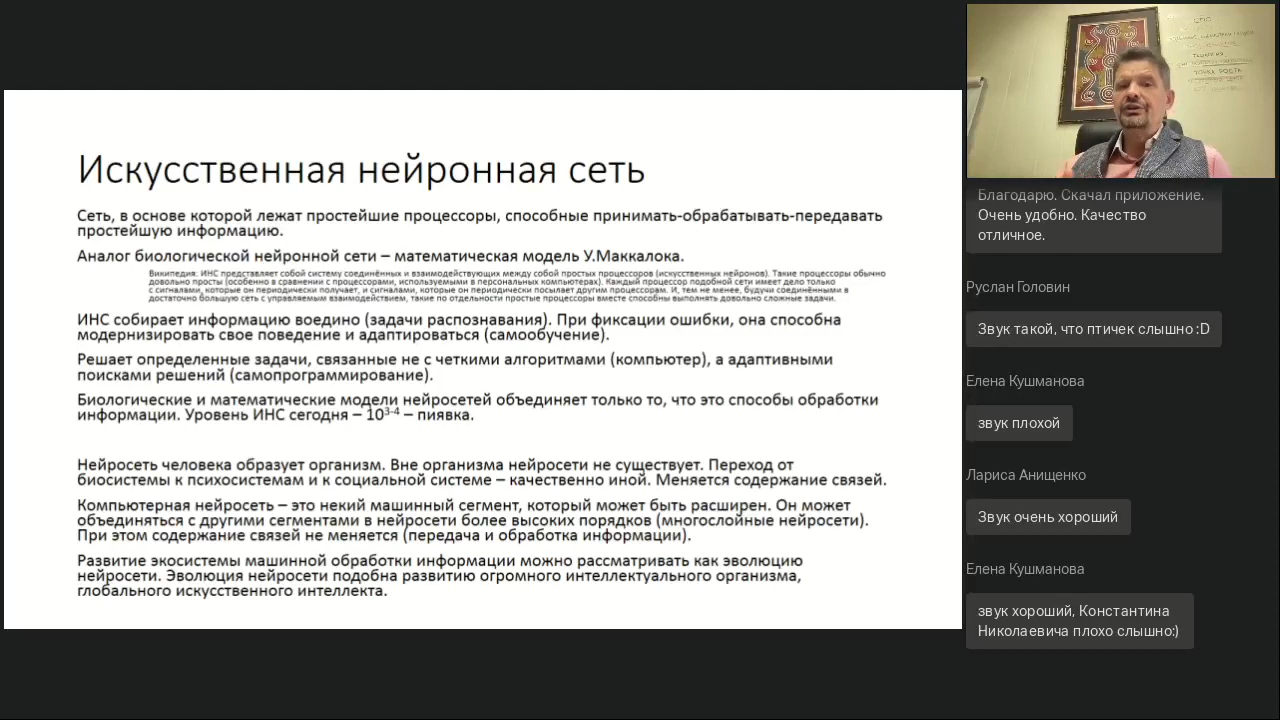 Искусственная нейронная сеть
Сеть, в основе которой лежат простейшие процессоры, способные принимать-обрабатывать-передавать
простейшую информацию.
Аналог биологической нейронной сети – математическая модель У.Маккалока.
Википедия: ИНС представляет собой систему соединённых и взаимодействующих между собой простых процессоров (искусственных нейронов). Такие процессоры обычно
довольно просты (особенно в сравнении с процессорами, используемыми в персональных компьютерах). Каждый процессор подобной сети имеет дело только
с сигналами, которые он периодически получает, и сигналами, которые он периодически посылает другим процессорам. И, тем не менее, будучи соединёнными в
достаточно большую сеть с управляемым взаимодействием, такие по отдельности простые процессоры вместе способны выполнять довольно сложные задачи.
ИНС собирает информацию воедино (задачи распознавания). При фиксации ошибки, она способна
модернизировать свое поведение и адаптироваться (самообучение).
Решает определенные задачи, связанные не с четкими алгоритмами (компьютер), а адаптивными
поисками решений (самопрограммирование).
Биологические и математические модели нейросетей объединяет только то, что это способы обработки
информации. Уровень ИНС сегодня – 10³⁻⁴ – пиявка.
Нейросеть человека образует организм. Вне организма нейросети не существует. Переход от
биосистемы к психосистемам и к социальной системе – качественно иной. Меняется содержание связей.
Компьютерная нейросеть – это некий машинный сегмент, который может быть расширен. Он может
объединяться с другими сегментами в нейросети более высоких порядков (многослойные нейросети).
При этом содержание связей не меняется (передача и обработка информации).
Развитие экосистемы машинной обработки информации можно рассматривать как эволюцию
нейросети. Эволюция нейросети подобна развитию огромного интеллектуального организма,
глобального искусственного интеллекта.
ТОЧКА РОСТА
Благодарю. Скачал приложение.
Очень удобно. Качество
отличное.
Руслан Головин
Звук такой, что птичек слышно :D
Елена Кушманова
звук плохой
Лариса Анищенко
Звук очень хороший
Елена Кушманова
звук хороший, Константина
Николаевича плохо слышно:)